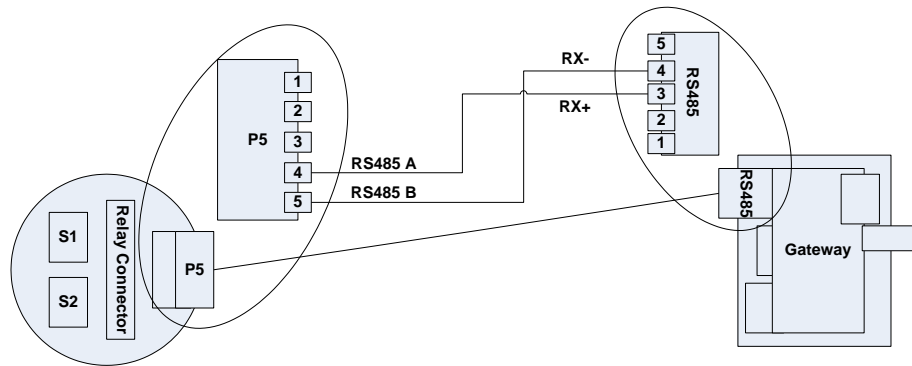 P5
1
2
3
4
5
RS485 A
RS485 B
RX-
RX+
5
4
3
2
1
RS485
S1
S2
Relay Connector
P5
RS485
Gateway